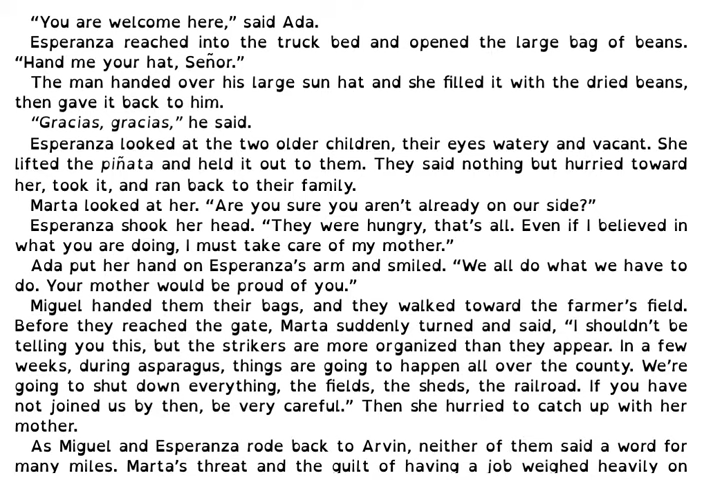 “You are welcome here,” said Ada.
Esperanza reached into the truck bed and opened the large bag of beans.
“Hand me your hat, Señor.”
The man handed over his large sun hat and she filled it with the dried beans,
then gave it back to him.
“Gracias, gracias,” he said.
Esperanza looked at the two older children, their eyes watery and vacant. She
lifted the piñata and held it out to them. They said nothing but hurried toward
her, took it, and ran back to their family.
Marta looked at her. “Are you sure you aren’t already on our side?”
Esperanza shook her head. “They were hungry, that’s all. Even if I believed in
what you are doing, I must take care of my mother.”
Ada put her hand on Esperanza’s arm and smiled. “We all do what we have to
do. Your mother would be proud of you.”
Miguel handed them their bags, and they walked toward the farmer’s field.
Before they reached the gate, Marta suddenly turned and said, “I shouldn’t be
telling you this, but the strikers are more organized than they appear. In a few
weeks, during asparagus, things are going to happen all over the county. We’re
going to shut down everything, the fields, the sheds, the railroad. If you have
not joined us by then, be very careful.” Then she hurried to catch up with her
mother.
As Miguel and Esperanza rode back to Arvin, neither of them said a word for
many miles. Marta’s threat and the guilt of having a job weighed heavily on